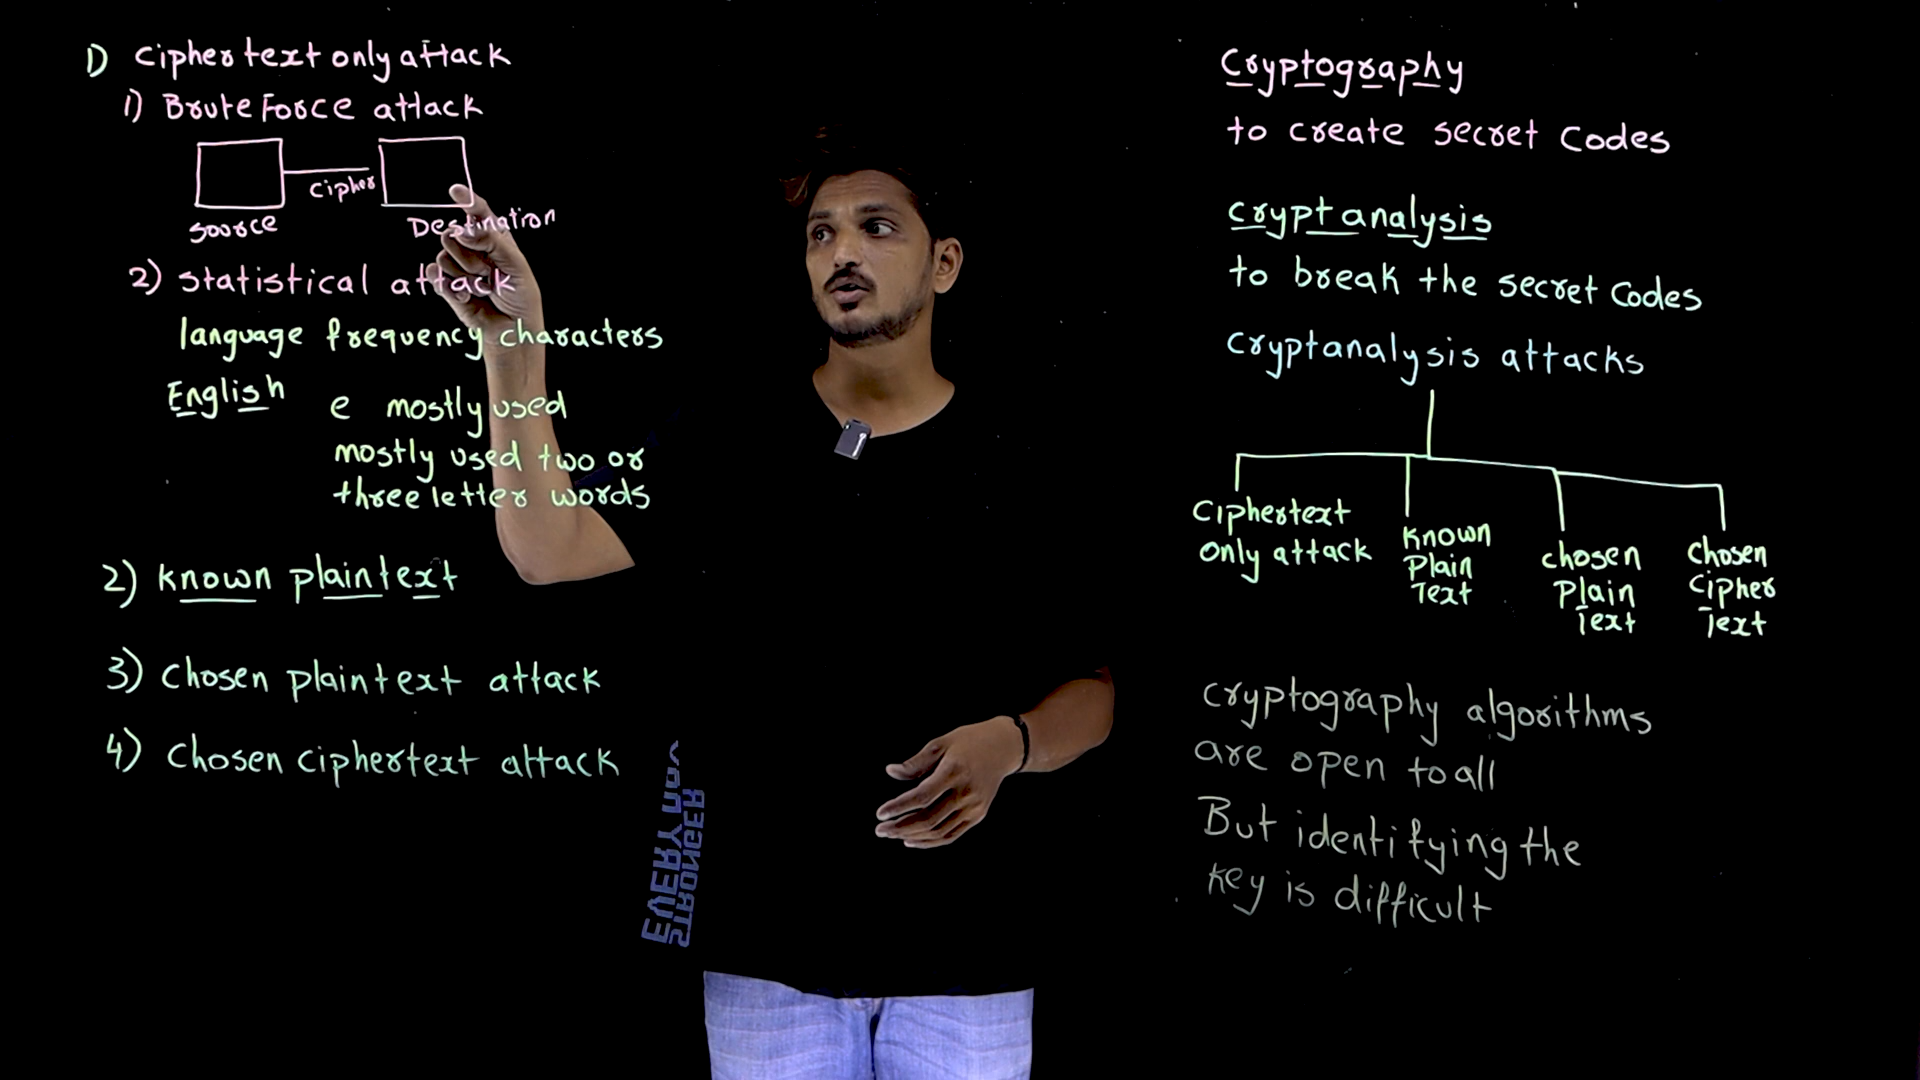 1) Ciphertext only attack
1) Brute Force attack
Cipher
Source
Destination
2) Statistical attack
language frequency characters
English e mostly used
mostly used two or
three letter words
2) known plaintext
3) Chosen plaintext attack
4) Chosen ciphertext attack
Cryptography
to create secret Codes
cryptanalysis
to break the secret Codes
cryptanalysis attacks
Ciphertext
Only attack
Known
Plain
Text
Chosen
Plain
Text
Chosen
Cipher
Text
cryptography algorithms
are open to all
But identifying the
key is difficult
EVERY
STRONGER